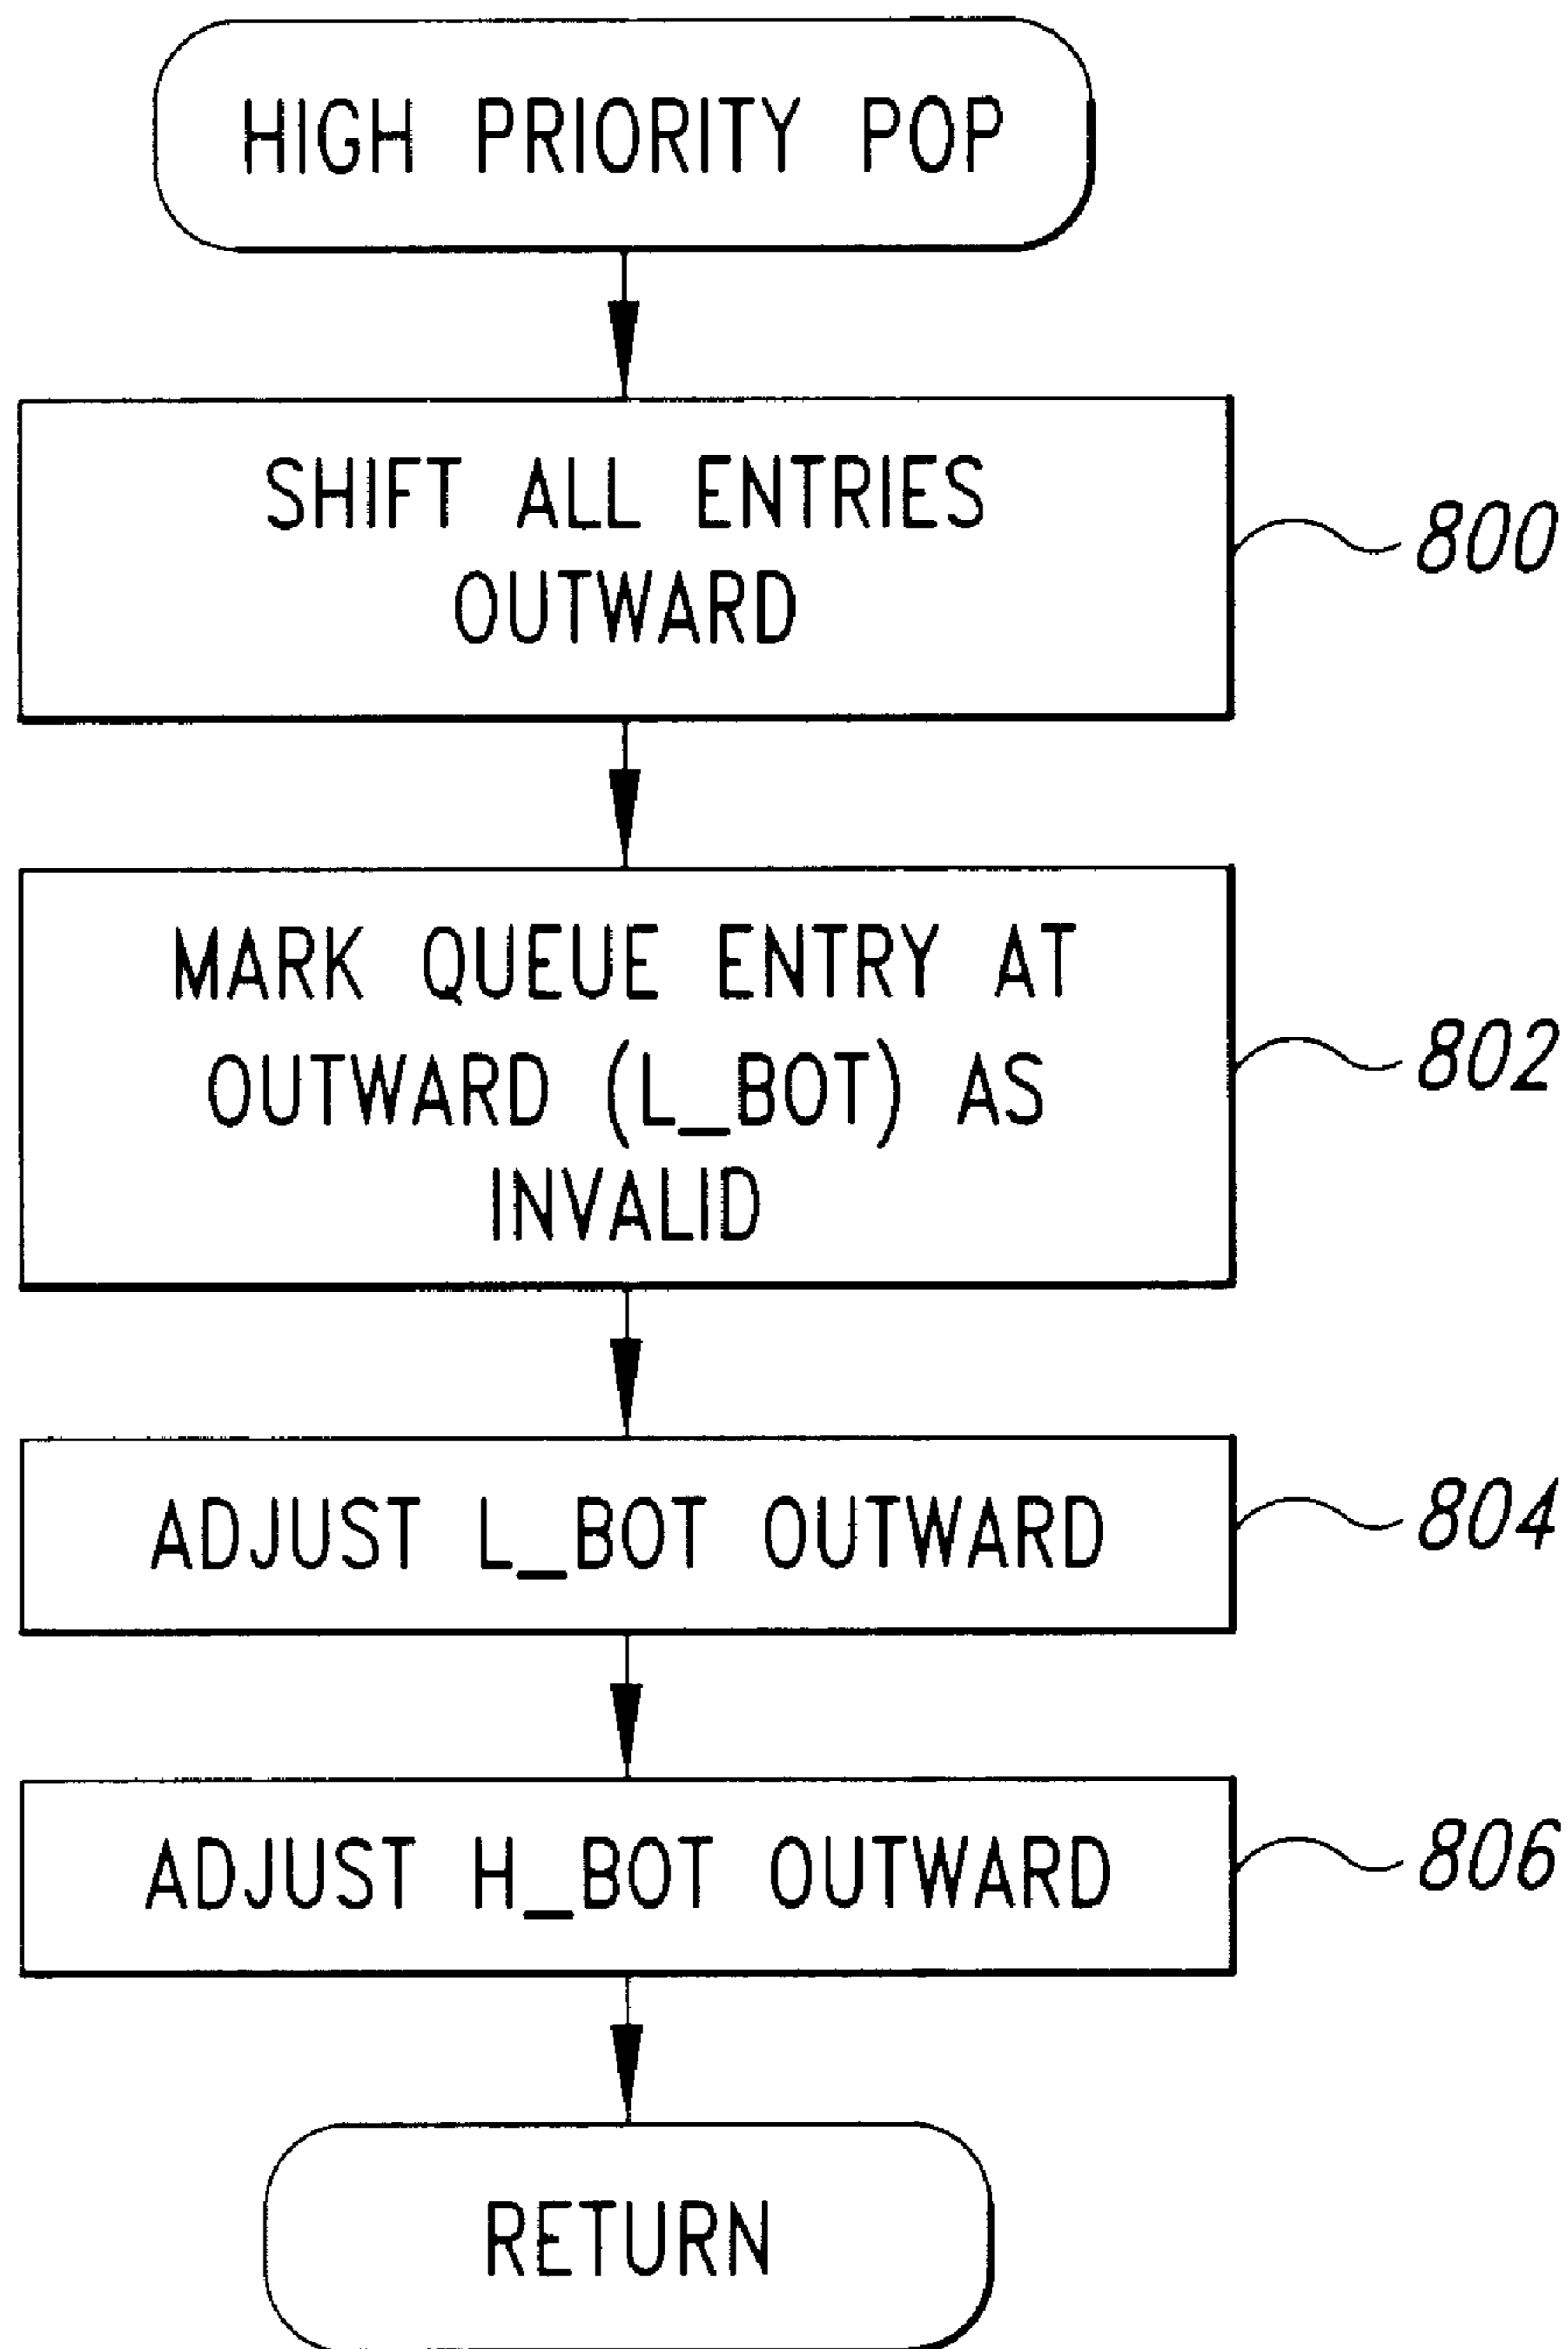 HIGH PRIORITY POP
SHIFT ALL ENTRIES
OUTWARD
800
MARK QUEUE ENTRY AT
OUTWARD (L_BOT) AS
INVALID
802
ADJUST L_BOT OUTWARD
804
ADJUST H_BOT OUTWARD
806
RETURN